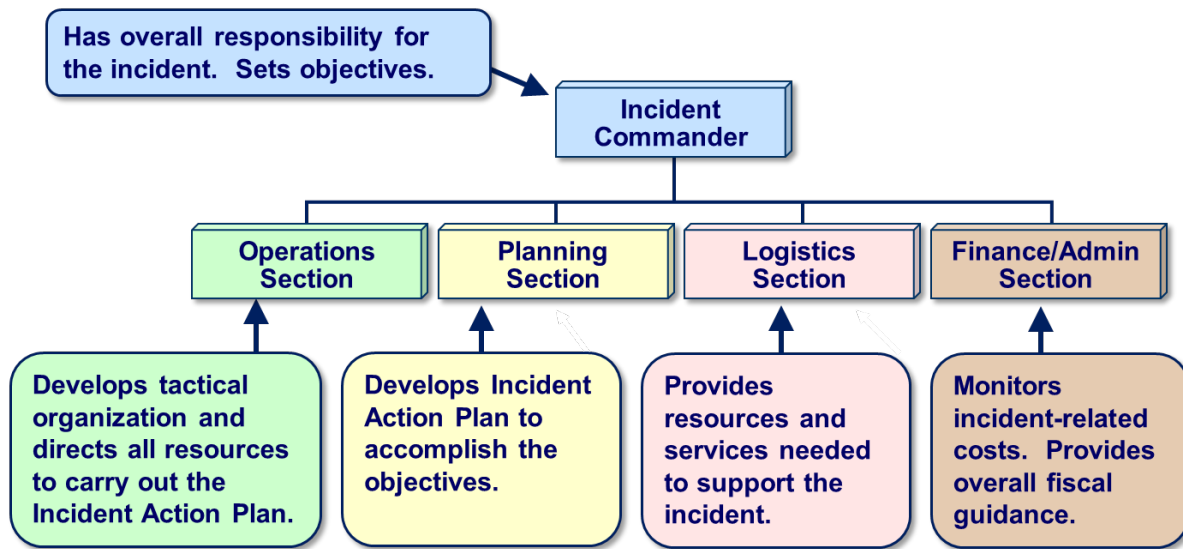 Has overall responsibility for
the incident.  Sets objectives.
Incident
Commander
Operations
Section
Planning
Section
Logistics
Section
Finance/Admin
Section
Develops tactical
organization and
directs all resources
to carry out the
Incident Action Plan.
Develops Incident
Action Plan to
accomplish the
objectives.
Provides
resources and
services needed
to support the
incident.
Monitors
incident-related
costs.  Provides
overall fiscal
guidance.